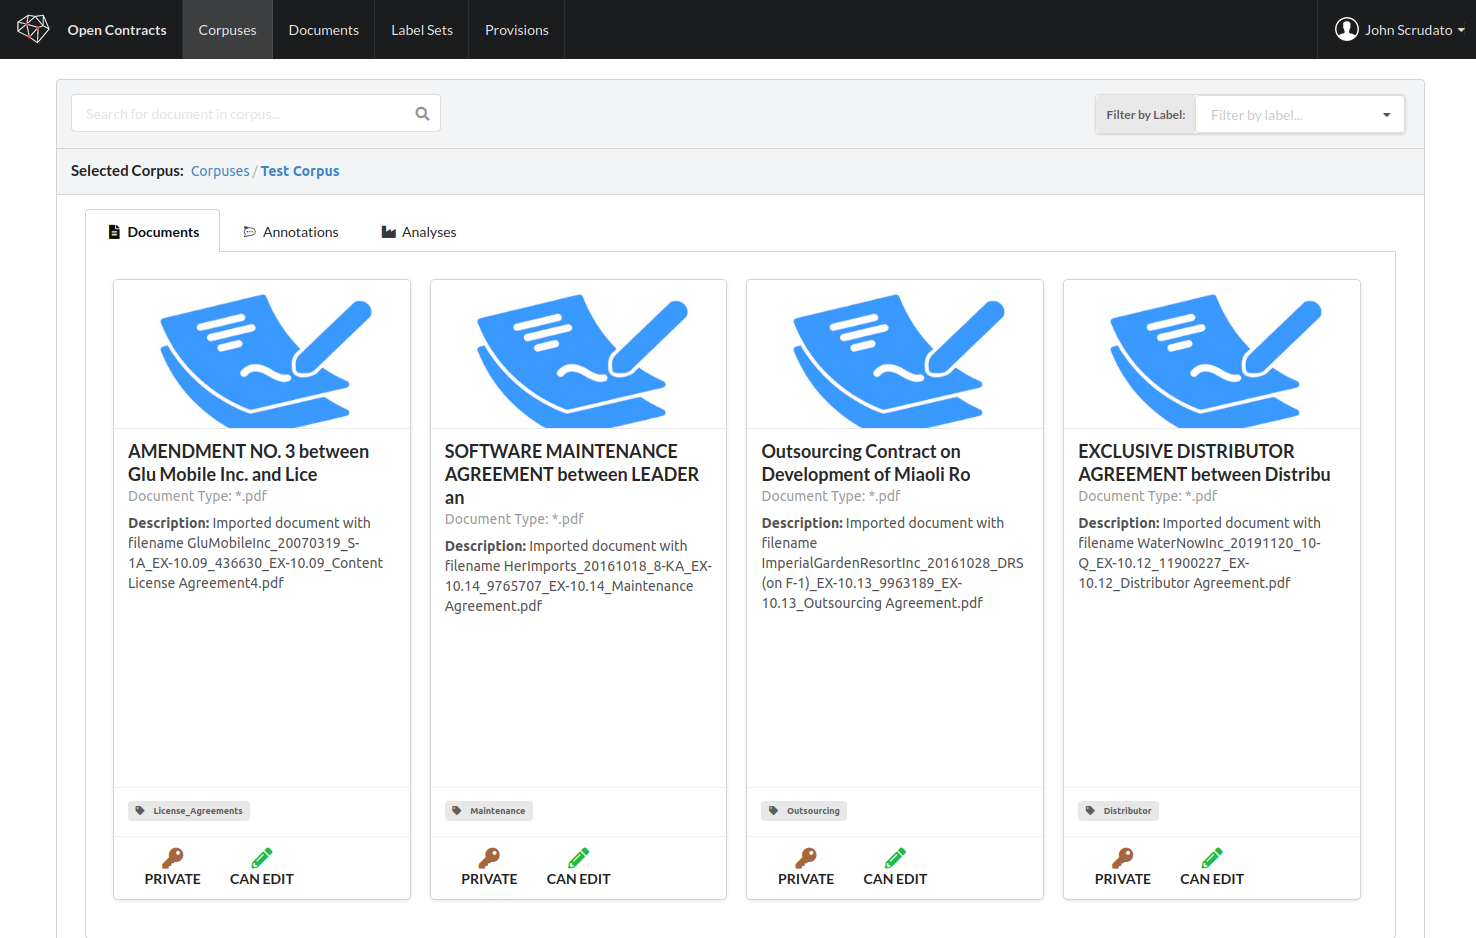 Open Contracts
Corpuses
Documents
Label Sets
Provisions
John Scrudato
Search for document in corpus...
Filter by Label:
Filter by label...
Selected Corpus: Corpuses / Test Corpus
Documents
Annotations
Analyses
AMENDMENT NO. 3 between
Glu Mobile Inc. and Lice
Document Type: *.pdf
Description: Imported document with
filename GluMobileInc_20070319_S-
1A_EX-10.09_436630_EX-10.09_Content
License Agreement4.pdf
License_Agreements
PRIVATE
CAN EDIT
SOFTWARE MAINTENANCE
AGREEMENT between LEADER
an
Document Type: *.pdf
Description: Imported document with
filename HerImports_20161018_8-KA_EX-
10.14_9765707_EX-10.14_Maintenance
Agreement.pdf
Maintenance
PRIVATE
CAN EDIT
Outsourcing Contract on
Development of Miaoli Ro
Document Type: *.pdf
Description: Imported document with
filename
ImperialGardenResortInc_20161028_DRS
(on F-1)_EX-10.13_9963189_EX-
10.13_Outsourcing Agreement.pdf
Outsourcing
PRIVATE
CAN EDIT
EXCLUSIVE DISTRIBUTOR
AGREEMENT between Distribu
Document Type: *.pdf
Description: Imported document with
filename WaterNowInc_20191120_10-
Q_EX-10.12_11900227_EX-
10.12_Distributor Agreement.pdf
Distributor
PRIVATE
CAN EDIT